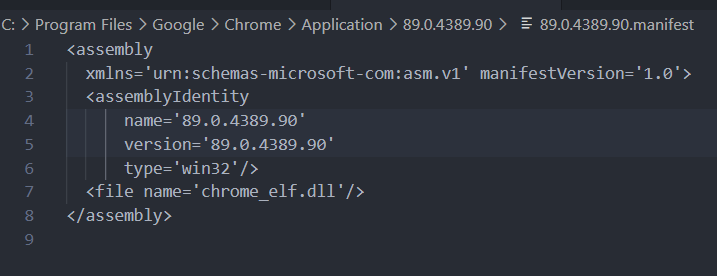 C: > Program Files > Google > Chrome > Application > 89.0.4389.90 > 89.0.4389.90.manifest
1 <assembly
2 xmlns='urn:schemas-microsoft-com:asm.v1' manifestVersion='1.0'>
3 <assemblyIdentity
4 name='89.0.4389.90'
5 version='89.0.4389.90'
6 type='win32'/>
7 <file name='chrome_elf.dll'/>
8 </assembly>
9